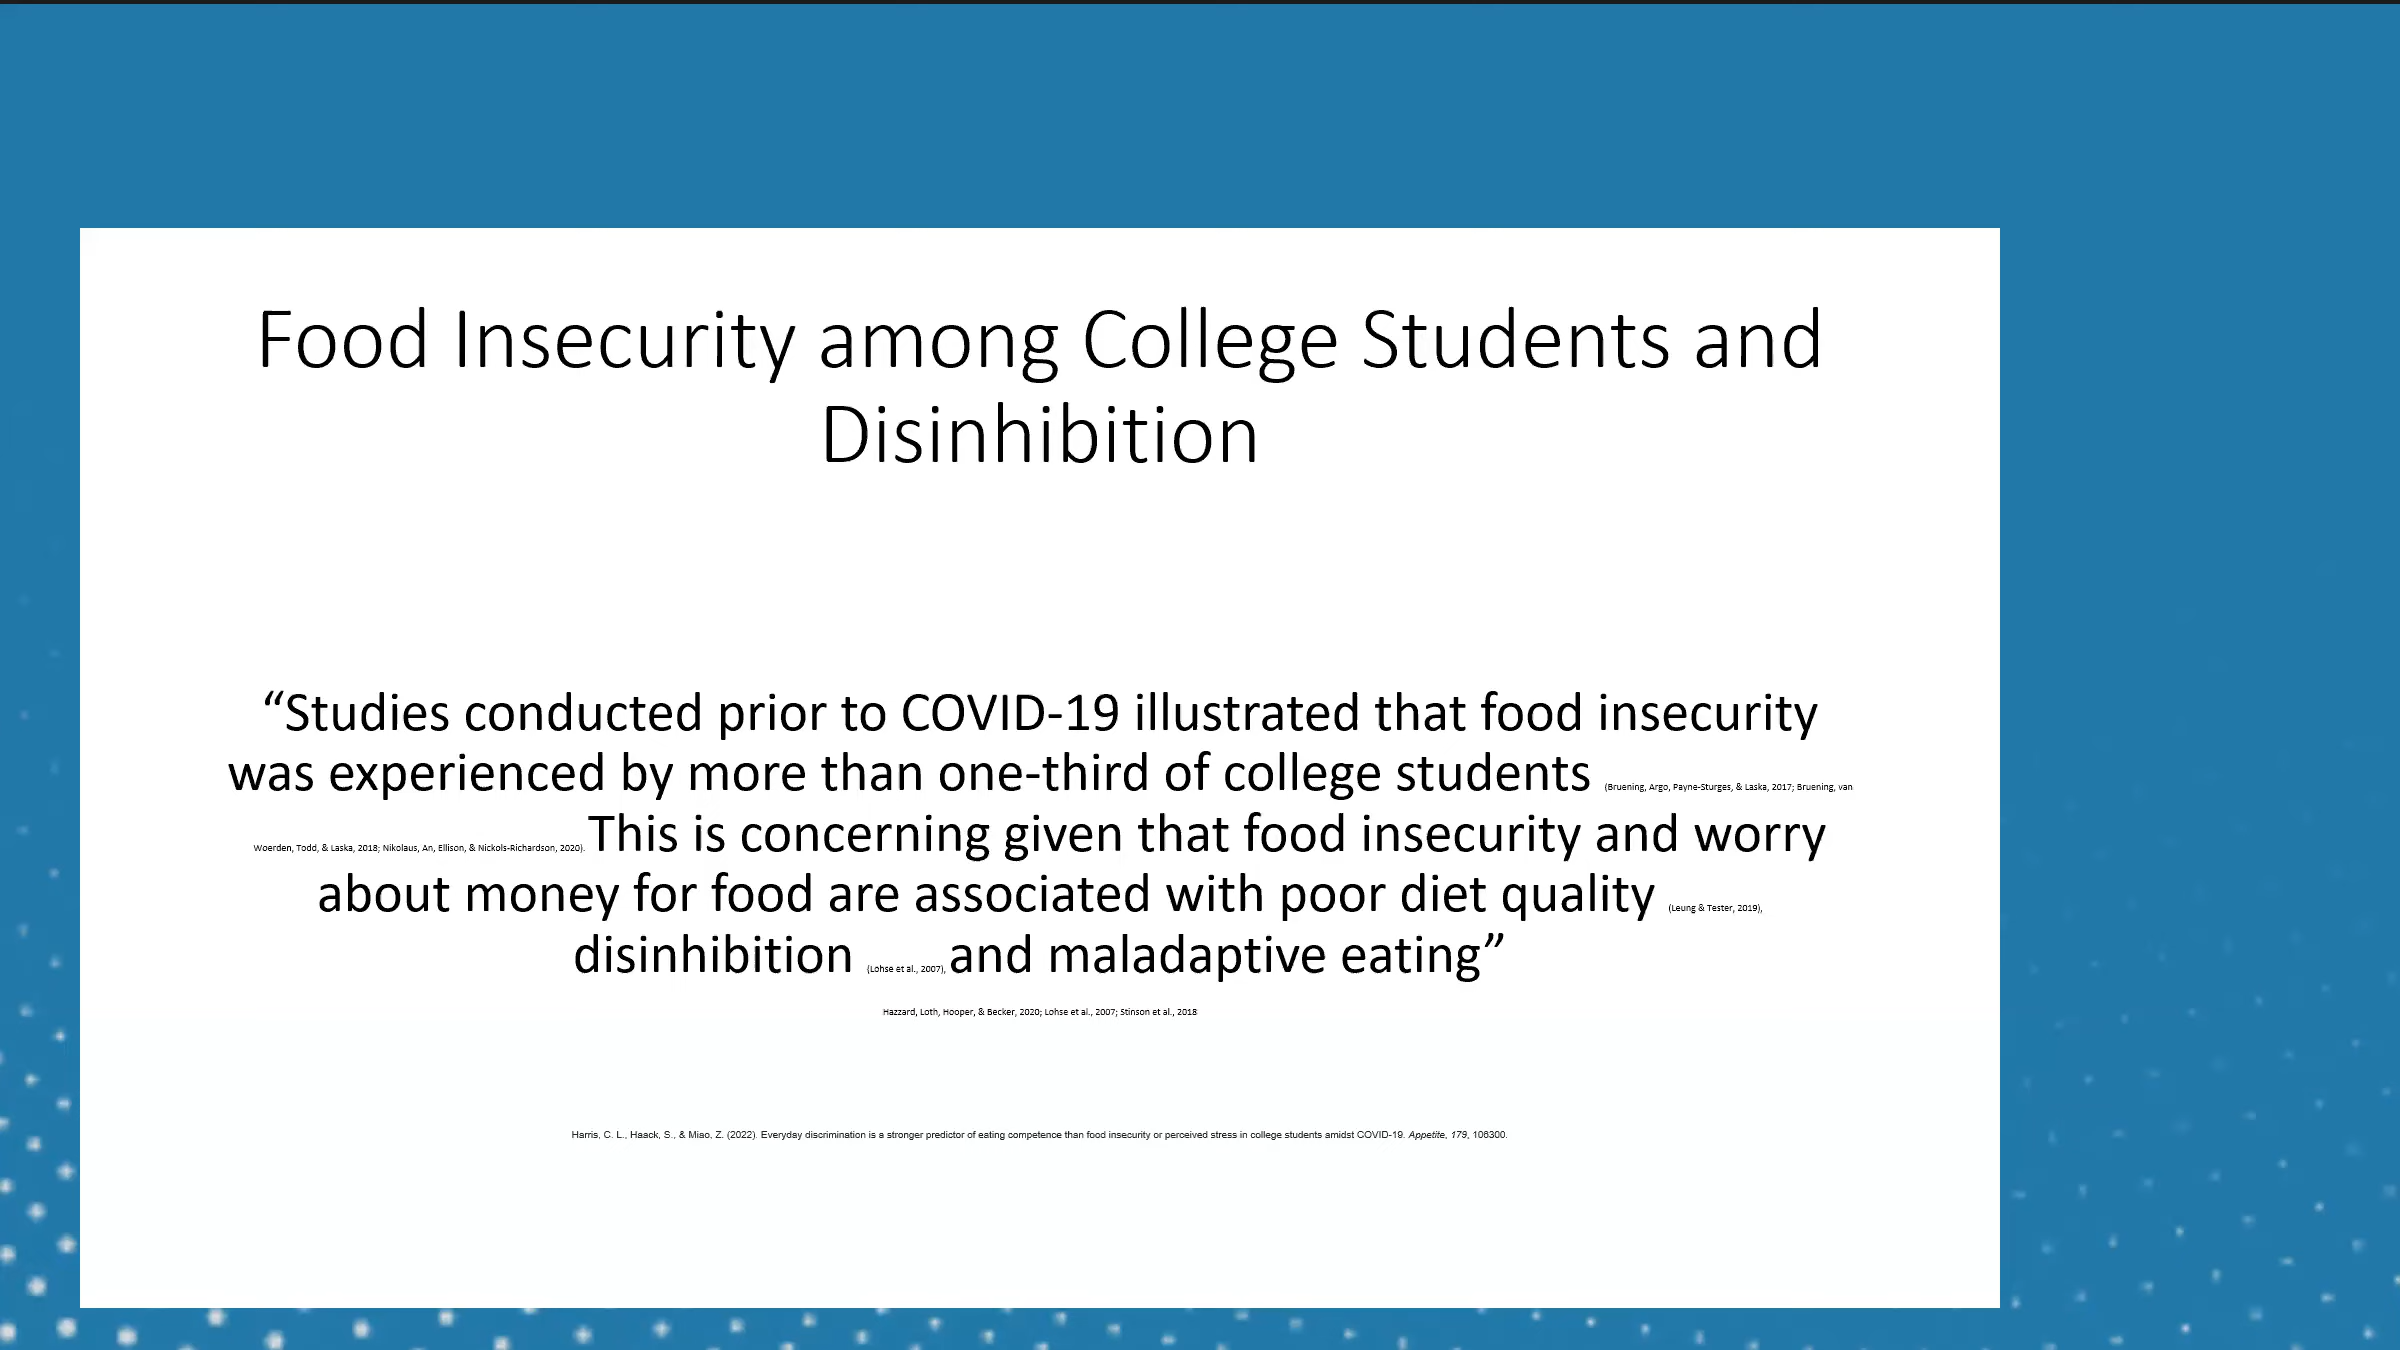 Food Insecurity among College Students and
Disinhibition
“Studies conducted prior to COVID-19 illustrated that food insecurity
was experienced by more than one-third of college students (Bruening, Argo, Payne-Sturges, & Laska, 2017; Bruening, van
Woerden, Todd, & Laska, 2018; Nikolaus, An, Ellison, & Nickols-Richardson, 2020). This is concerning given that food insecurity and worry
about money for food are associated with poor diet quality (Leung & Tester, 2019),
disinhibition (Lohse et al., 2007), and maladaptive eating”
Hazzard, Loth, Hooper, & Becker, 2020; Lohse et al., 2007; Stinson et al., 2018
Harris, C. L., Haack, S., & Miao, Z. (2022). Everyday discrimination is a stronger predictor of eating competence than food insecurity or perceived stress in college students amidst COVID-19. Appetite, 179, 106300.